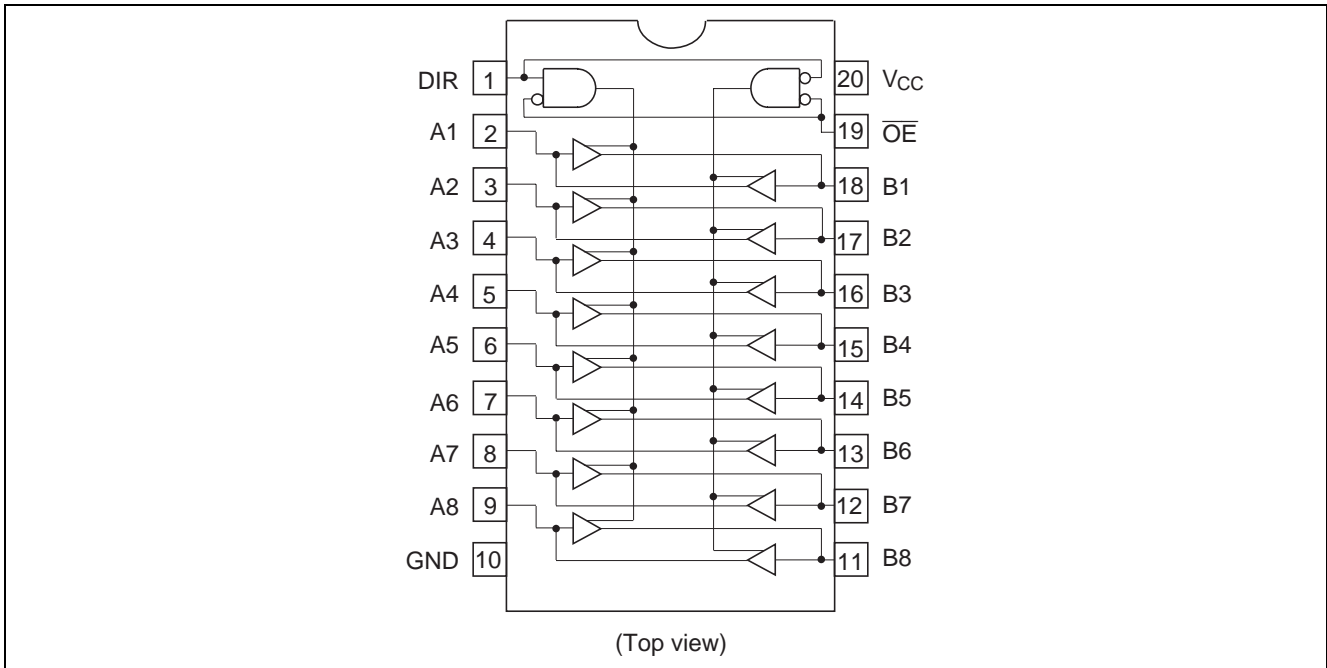 DIR 1
A1 2
A2 3
A3 4
A4 5
A5 6
A6 7
A7 8
A8 9
GND 10
20 VCC
19 O̅E̅
18 B1
17 B2
16 B3
15 B4
14 B5
13 B6
12 B7
11 B8
(Top view)